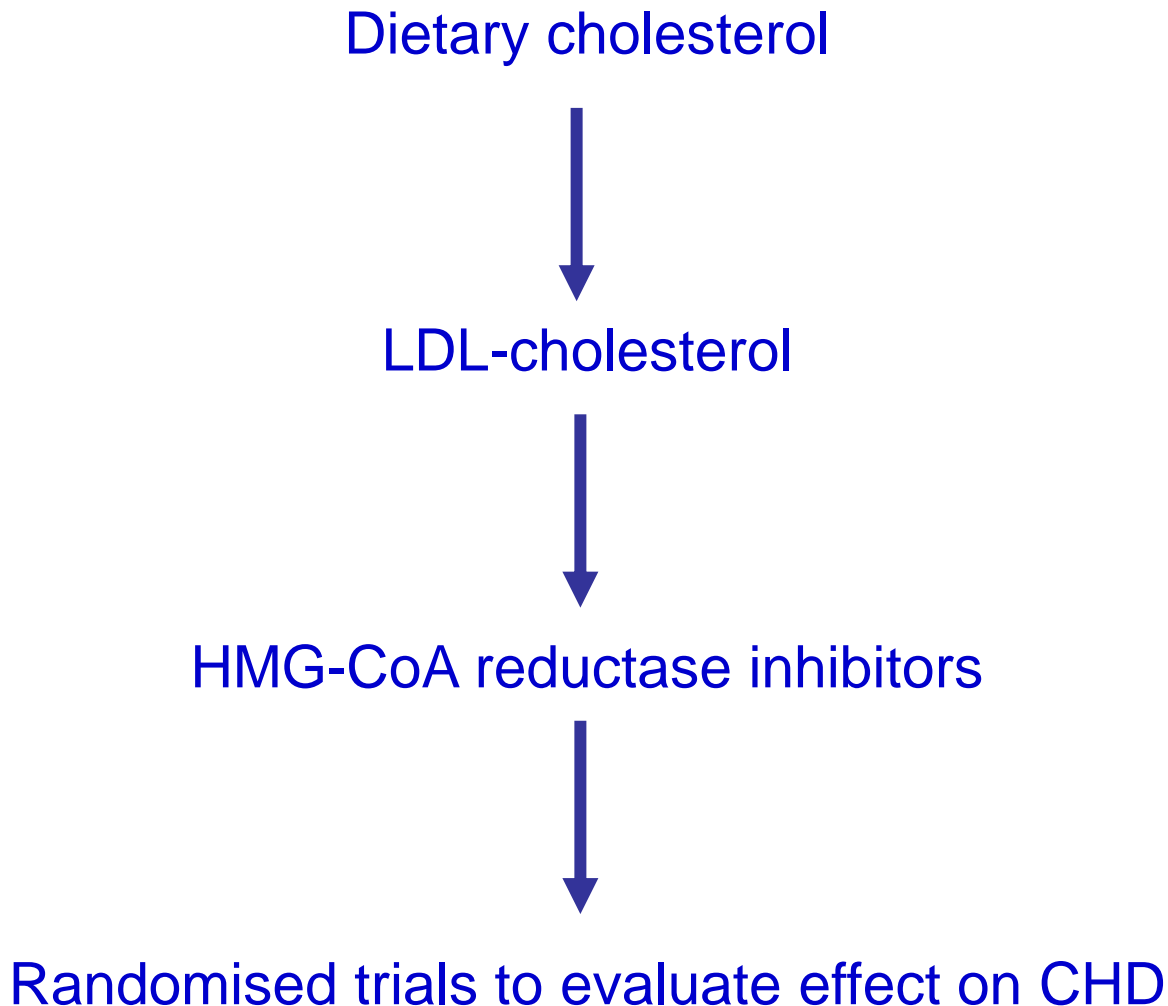 Dietary cholesterol
LDL-cholesterol
HMG-CoA reductase inhibitors
Randomised trials to evaluate effect on CHD